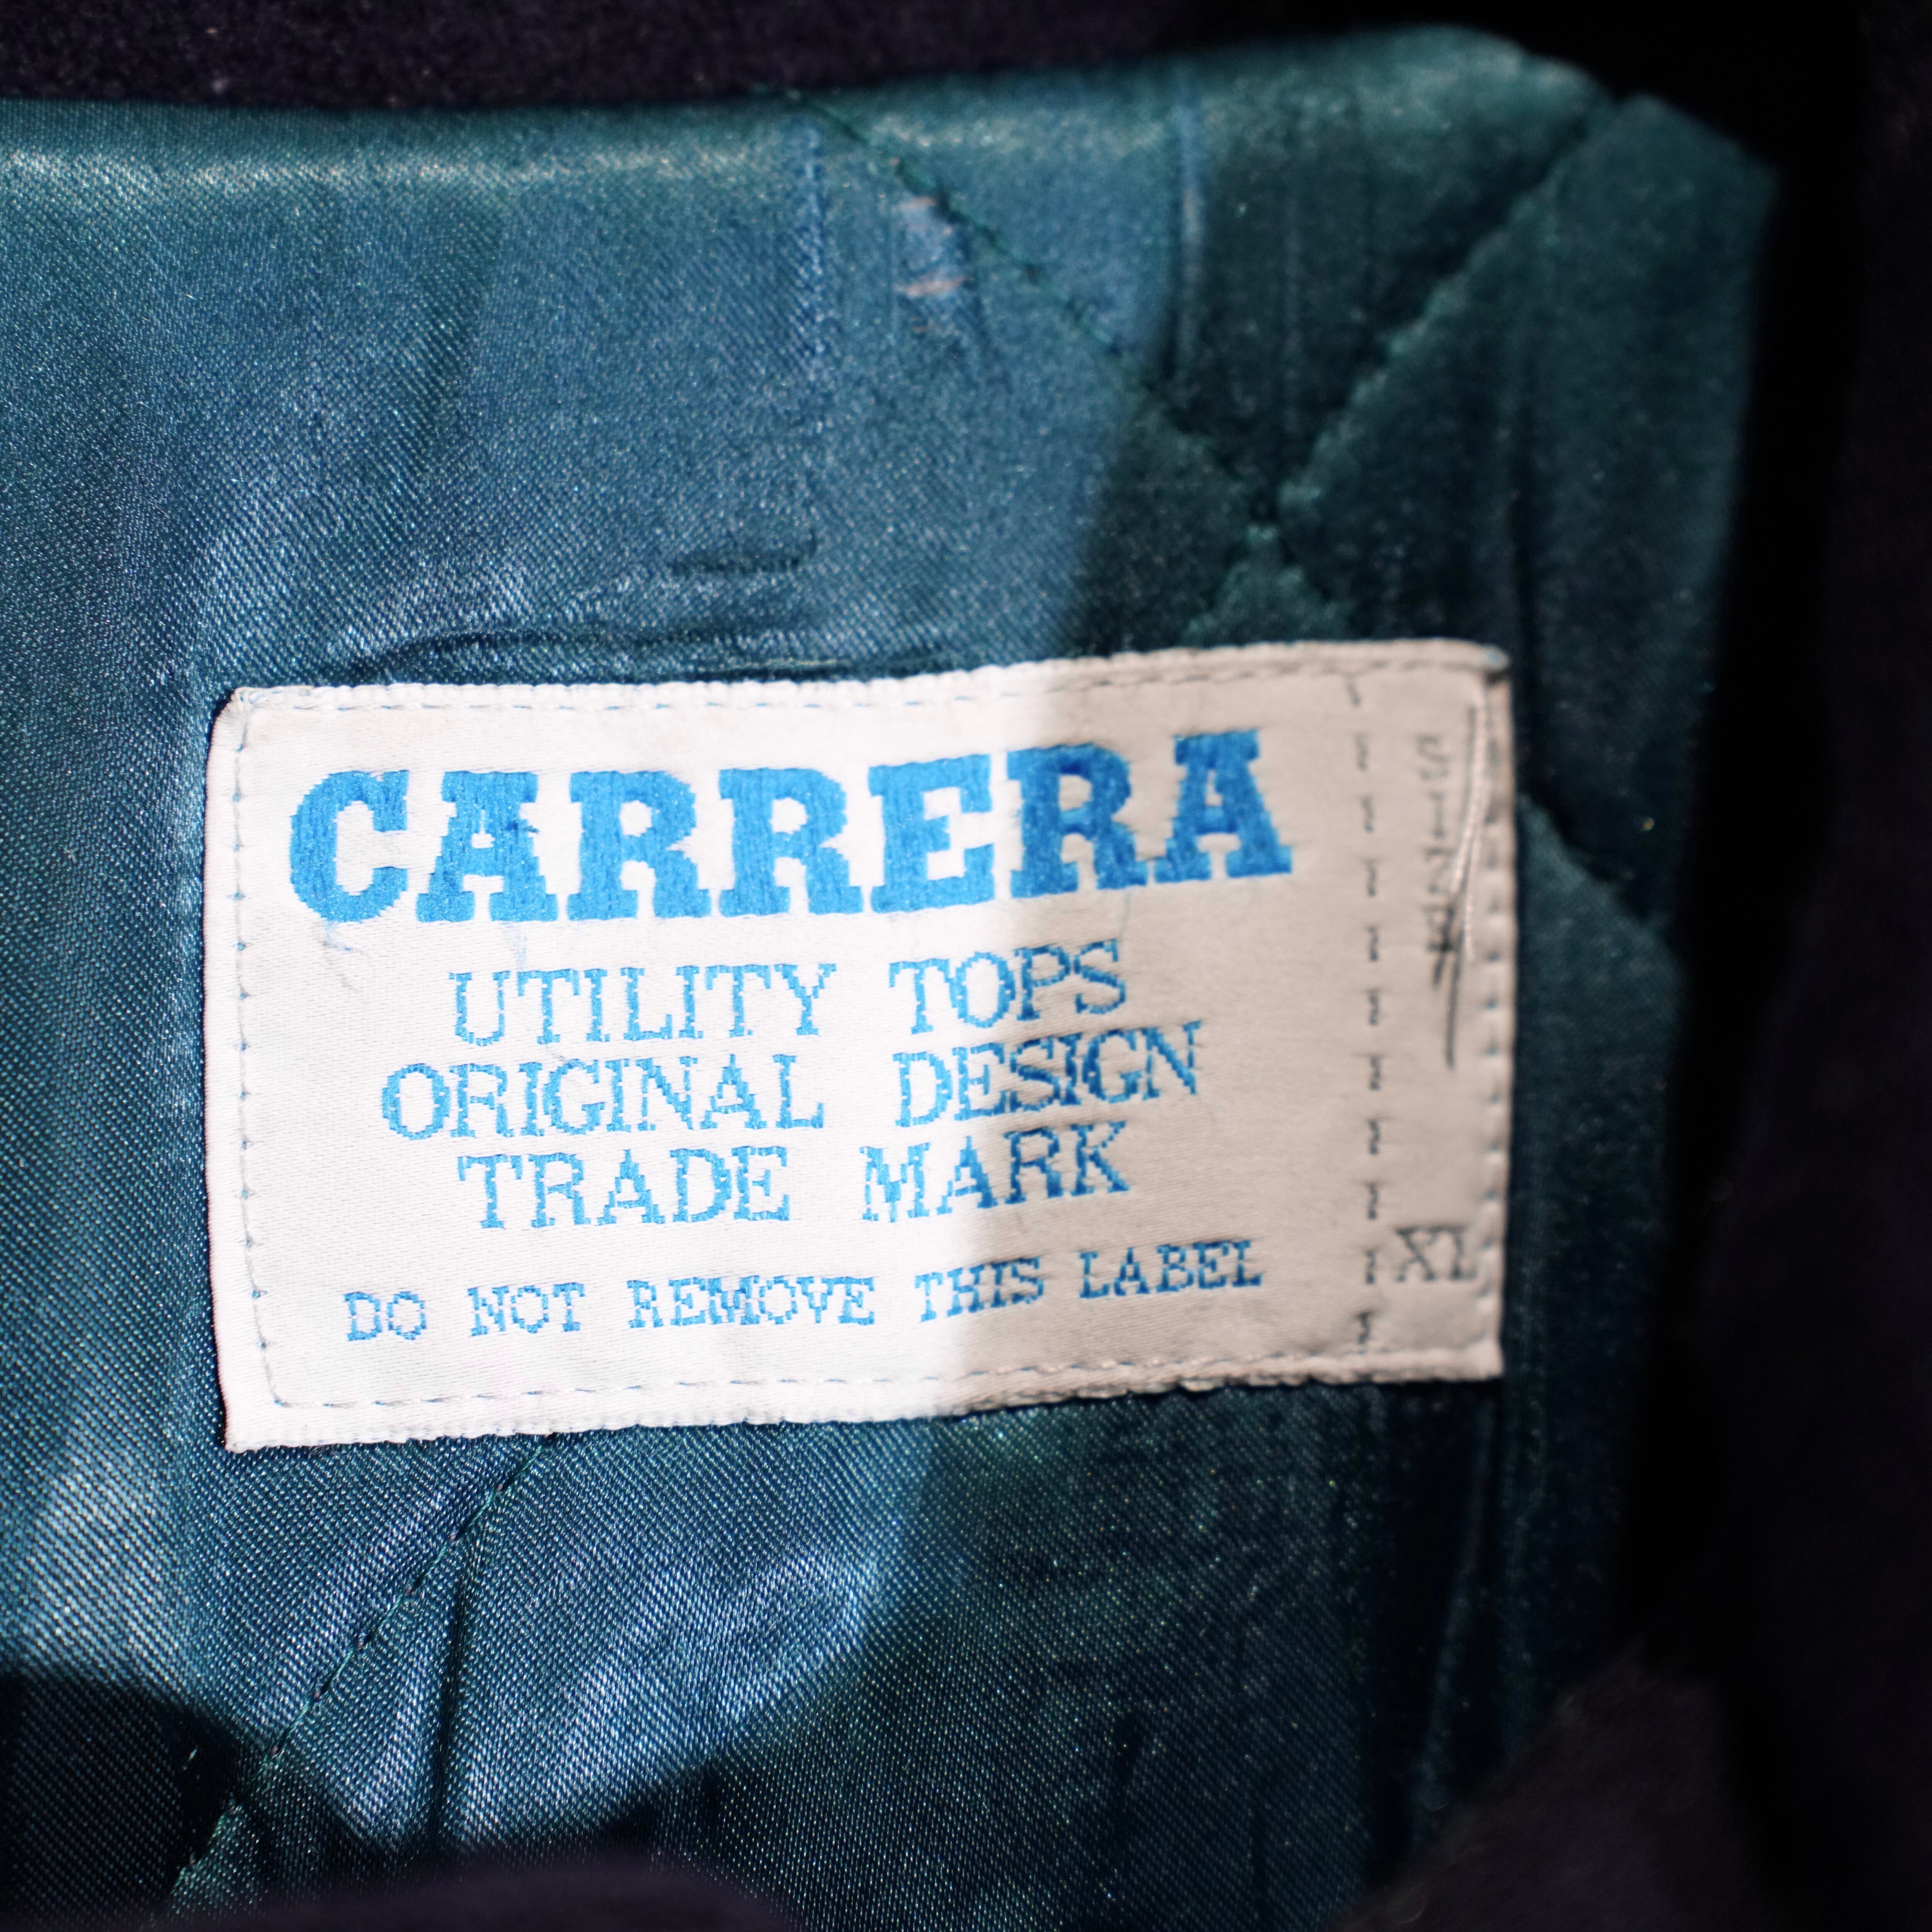 CARRERA
UTILITY TOPS
ORIGINAL DESIGN
TRADE MARK
DO NOT REMOVE THIS LABEL
XL